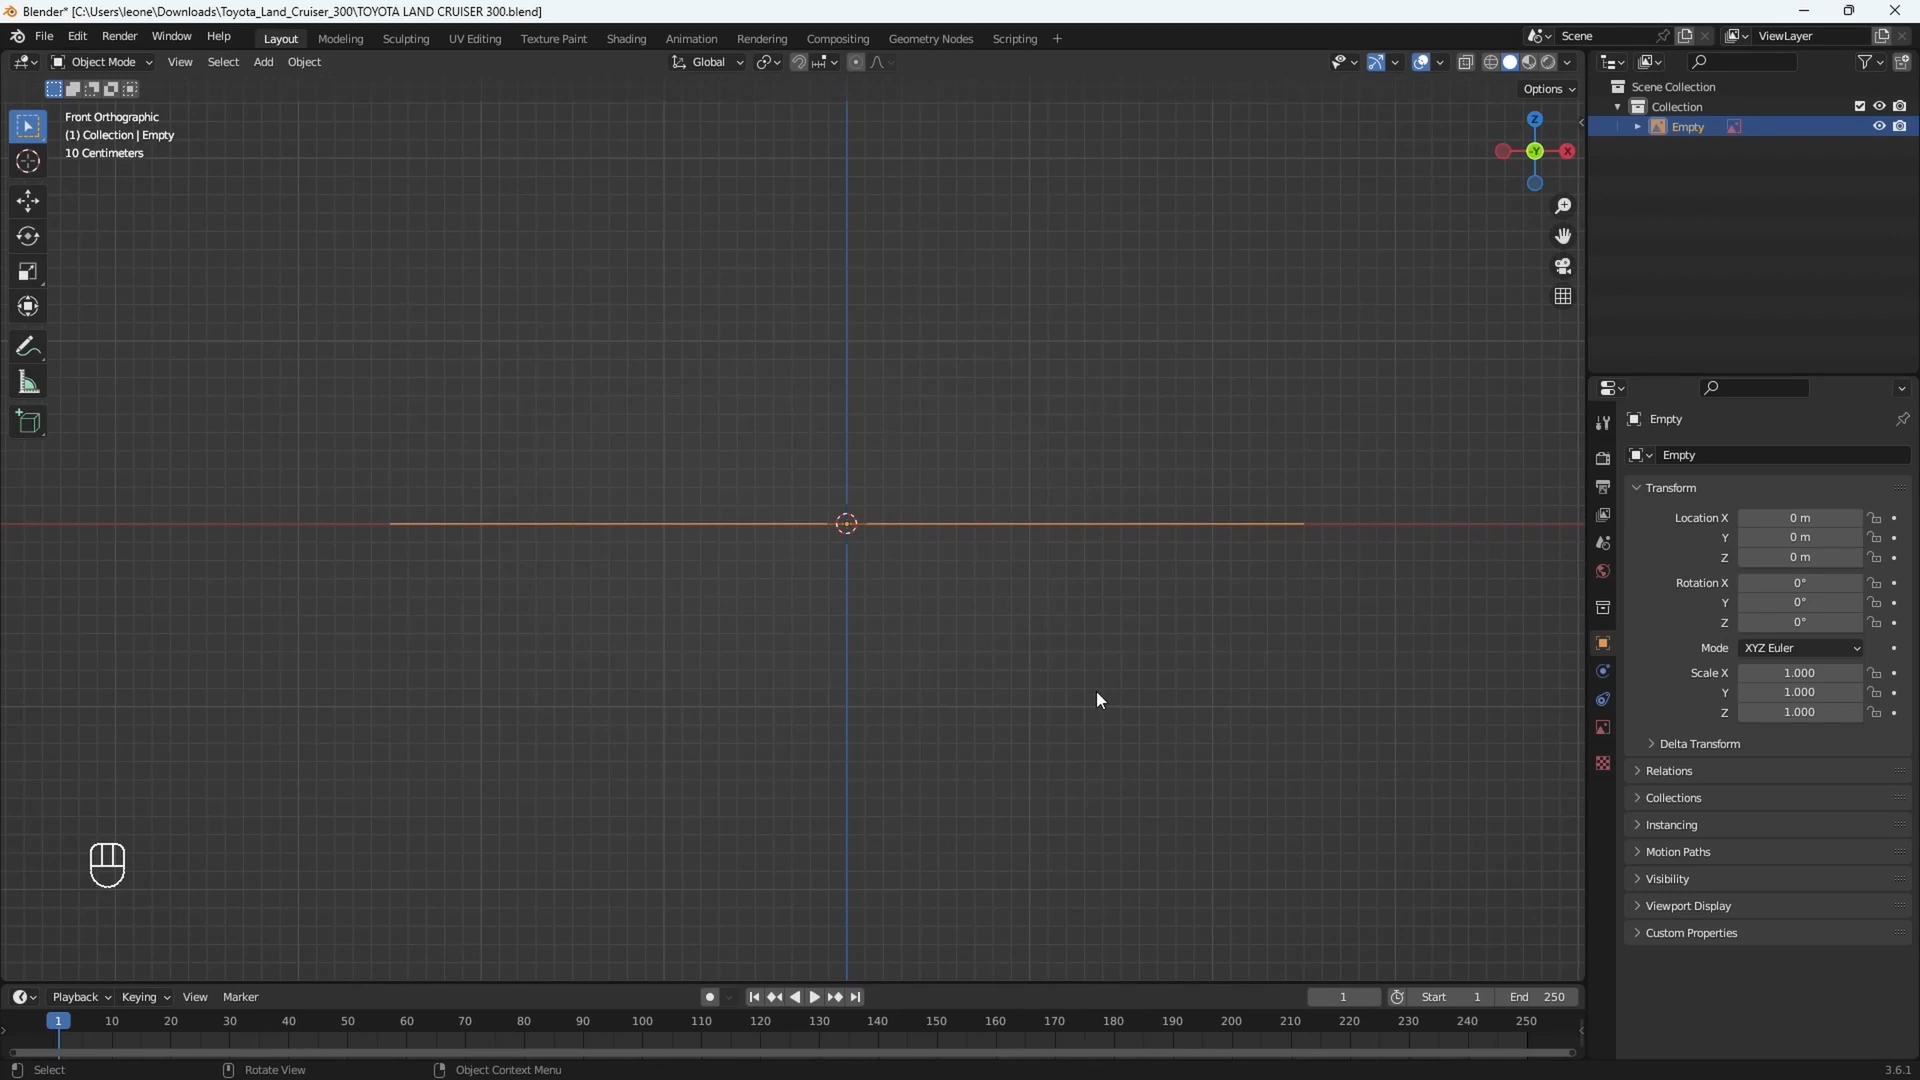 Blender* [C:\Users\leone\Downloads\Toyota_Land_Cruiser_300\TOYOTA LAND CRUISER 300.blend]
File Edit Render Window Help Layout Modeling Sculpting UV Editing Texture Paint Shading Animation Rendering Compositing Geometry Nodes Scripting + Scene ViewLayer
Object Mode View Select Add Object Global
Options
Front Orthographic
(1) Collection | Empty
10 Centimeters
Z
-Y
X
Scene Collection
Collection
Empty
Empty
Empty
Transform
Location X 0 m
Y 0 m
Z 0 m
Rotation X 0°
Y 0°
Z 0°
Mode XYZ Euler
Scale X 1.000
Y 1.000
Z 1.000
Delta Transform
Relations
Collections
Instancing
Motion Paths
Visibility
Viewport Display
Custom Properties
Playback Keying View Marker 1 Start 1 End 250
1 10 20 30 40 50 60 70 80 90 100 110 120 130 140 150 160 170 180 190 200 210 220 230 240 250
Select Rotate View Object Context Menu 3.6.1